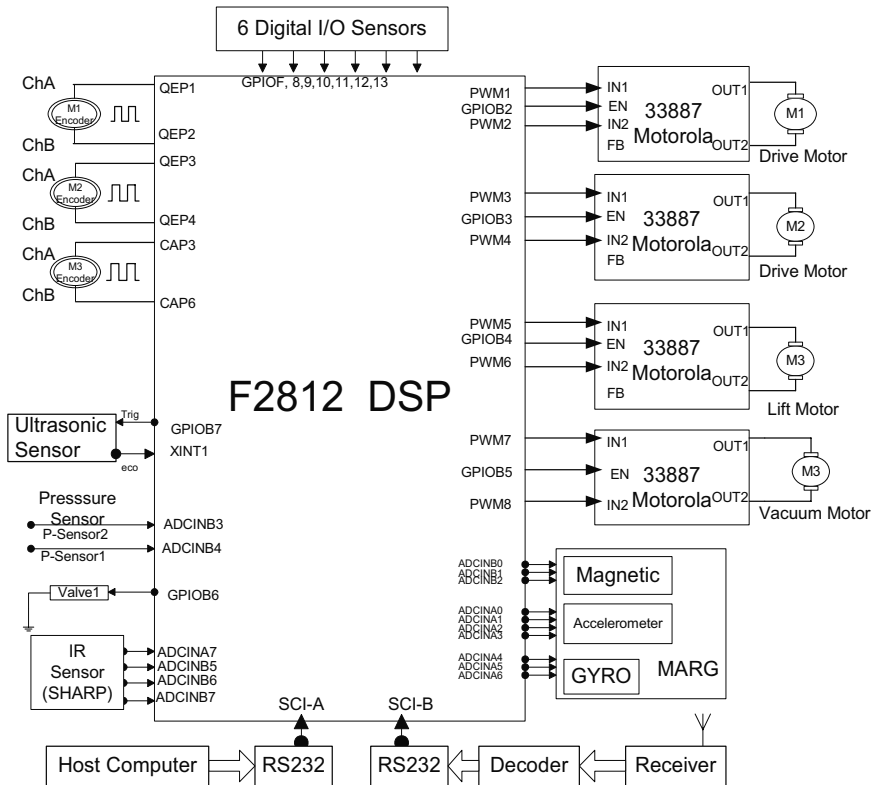 6 Digital I/O Sensors
GPIOF, 8,9,10,11,12,13
ChA
M1
Encoder
ChB
QEP1
QEP2
ChA
M2
Encoder
ChB
QEP3
QEP4
ChA
M3
Encoder
ChB
CAP3
CAP6
F2812 DSP
Ultrasonic
Sensor
Trig
eco
GPIOB7
XINT1
Presssure
Sensor
P-Sensor2
P-Sensor1
ADCINB3
ADCINB4
Valve1
GPIOB6
IR
Sensor
(SHARP)
ADCINA7
ADCINB5
ADCINB6
ADCINB7
PWM1
GPIOB2
PWM2
IN1
EN
IN2
FB
33887
Motorola
OUT1
OUT2
M1
Drive Motor
PWM3
GPIOB3
PWM4
IN1
EN
IN2
FB
33887
Motorola
OUT1
OUT2
M2
Drive Motor
PWM5
GPIOB4
PWM6
IN1
EN
IN2
FB
33887
Motorola
OUT1
OUT2
M3
Lift Motor
PWM7
GPIOB5
PWM8
IN1
EN
IN2
33887
Motorola
OUT1
OUT2
M3
Vacuum Motor
ADCINB0
ADCINB1
ADCINB2
Magnetic
ADCINA0
ADCINA1
ADCINA2
ADCINA3
Accelerometer
ADCINA4
ADCINA5
ADCINA6
GYRO
MARG
SCI-A
SCI-B
Host Computer
RS232
RS232
Decoder
Receiver